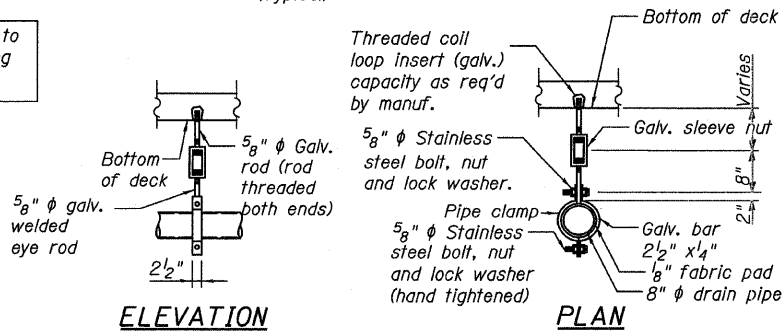 to
ng
Bottom
of deck
5/8" ϕ Galv.
rod (rod
threaded
both ends)
5/8" ϕ galv.
welded
eye rod
2 1/2"
ELEVATION
Threaded coil
loop insert (galv.)
capacity as req'd
by manuf.
Bottom of deck
Varies
Galv. sleeve nut
5/8" ϕ Stainless
steel bolt, nut
and lock washer.
8"
2"
Pipe clamp
5/8" ϕ Stainless
steel bolt, nut
and lock washer
(hand tightened)
Galv. bar
2 1/2" x 1/4"
1/8" fabric pad
8" ϕ drain pipe
PLAN